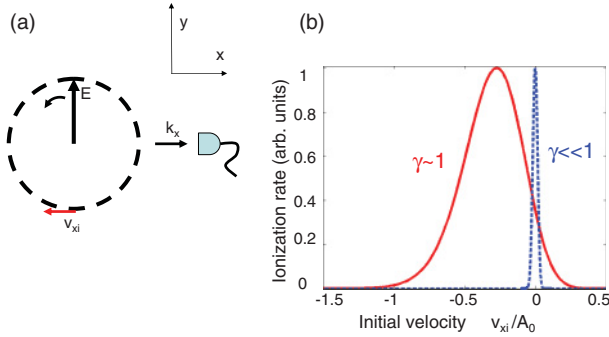 (a)
y
x
E
k_x
v_xi
(b)
Ionization rate (arb. units)
1
0.8
0.6
0.4
0.2
0
γ~1
γ<<1
-1.5
-1
-0.5
0
0.5
Initial velocity v_xi/A_0